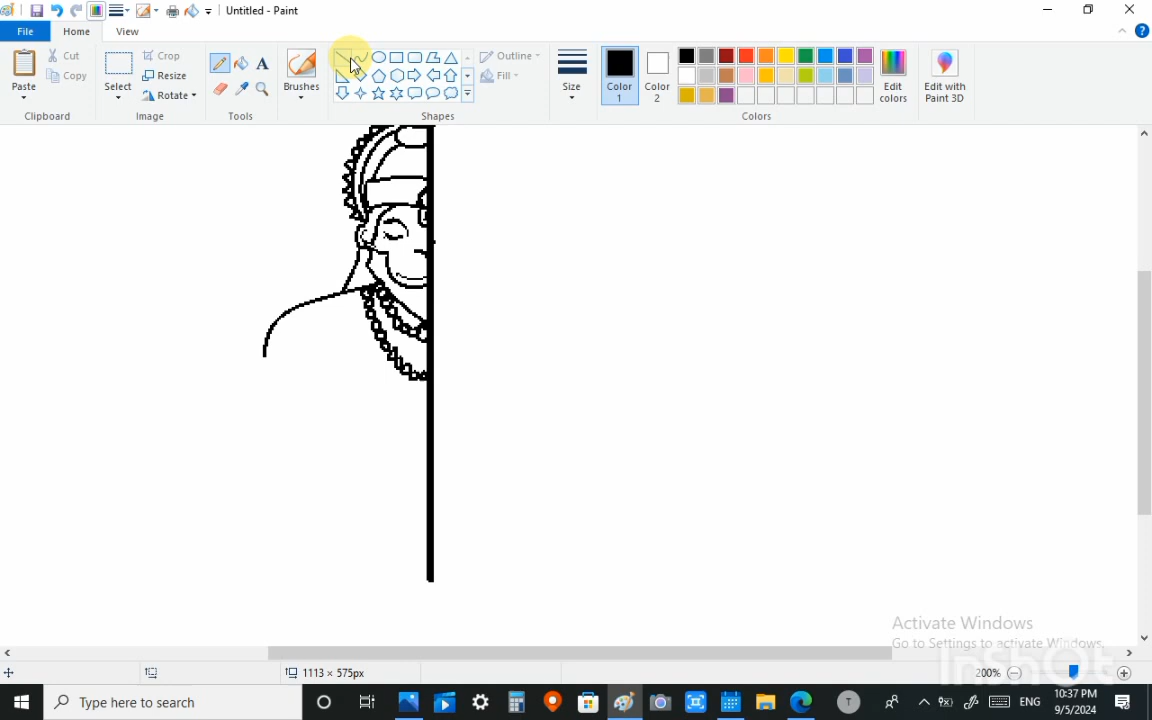 Untitled - Paint
File
Home
View
Paste
Cut
Copy
Clipboard
Select
Crop
Resize
Rotate
Image
A
Tools
Brushes
Shapes
Outline
Fill
Size
Color 1
Color 2
Edit colors
Colors
Edit with Paint 3D
Activate Windows
Go to Settings to activate Windows.
InShOt
1113 × 575px
200%
Type here to search
T
ENG
10:37 PM
9/5/2024